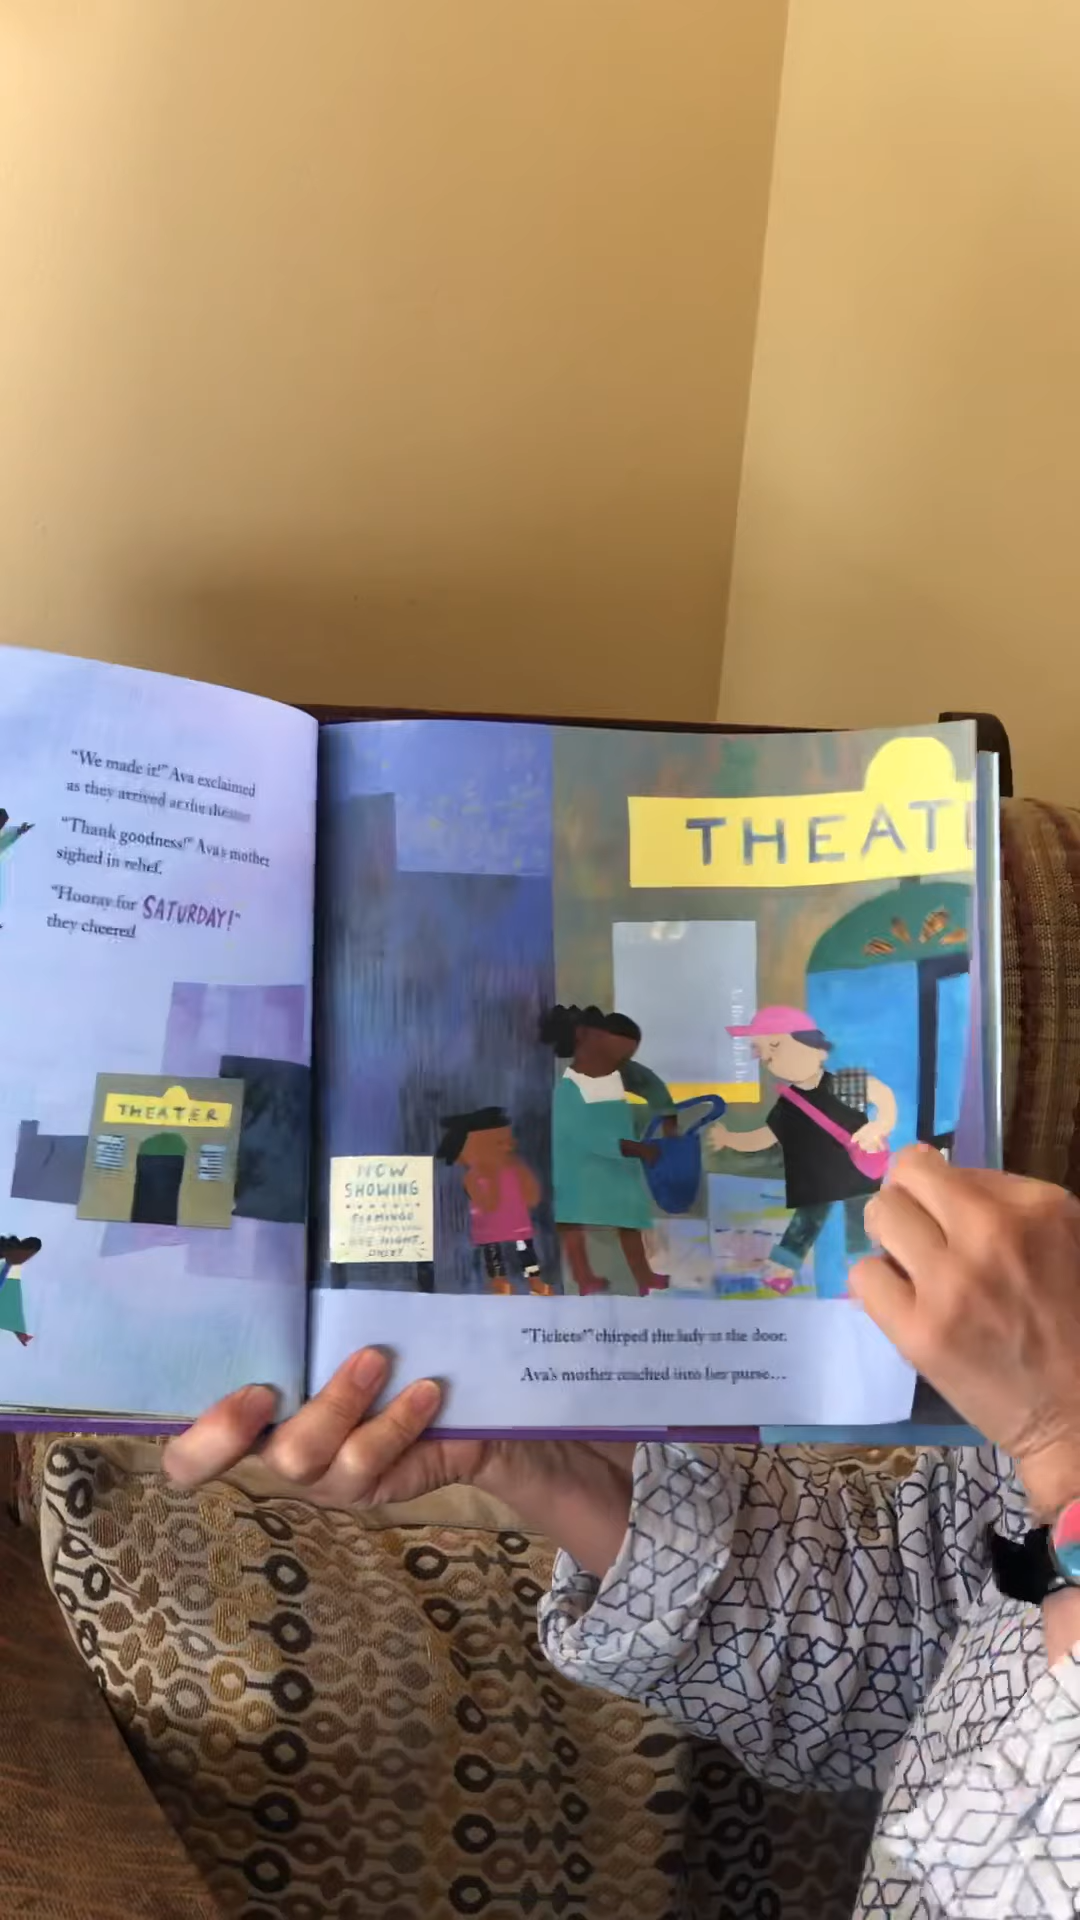 "We made it!" Ava exclaimed
as they arrived at the theater.
"Thank goodness!" Ava's mother
sighed in relief.
"Hooray for SATURDAY!"
they cheered.
THEATER
THEAT
NOW
SHOWING
ONE NIGHT
ONLY!
"Tickets!" chirped the lady at the door.
Ava's mother reached into her purse...